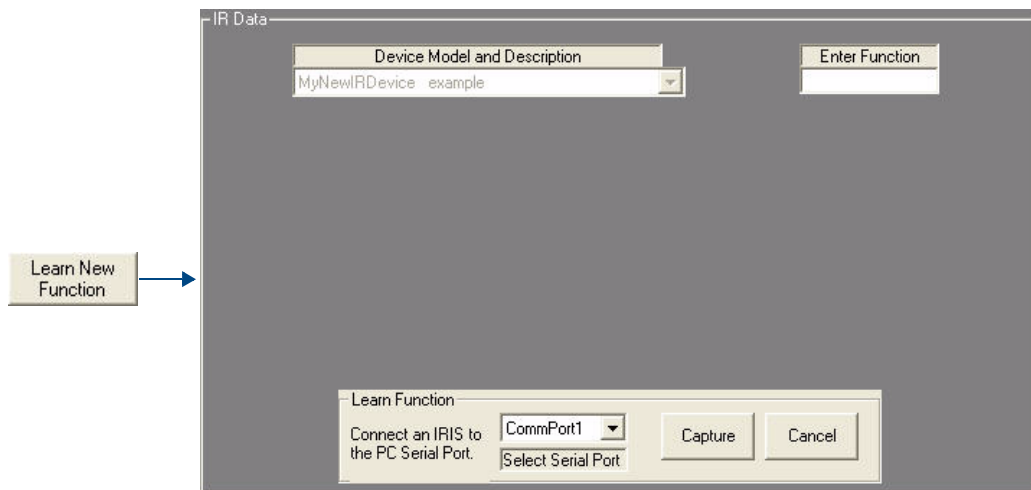 IR Data
Device Model and Description
Enter Function
MyNewIRDevice example
Learn New
Function
Learn Function
Connect an IRIS to
the PC Serial Port.
CommPort1
Select Serial Port
Capture
Cancel